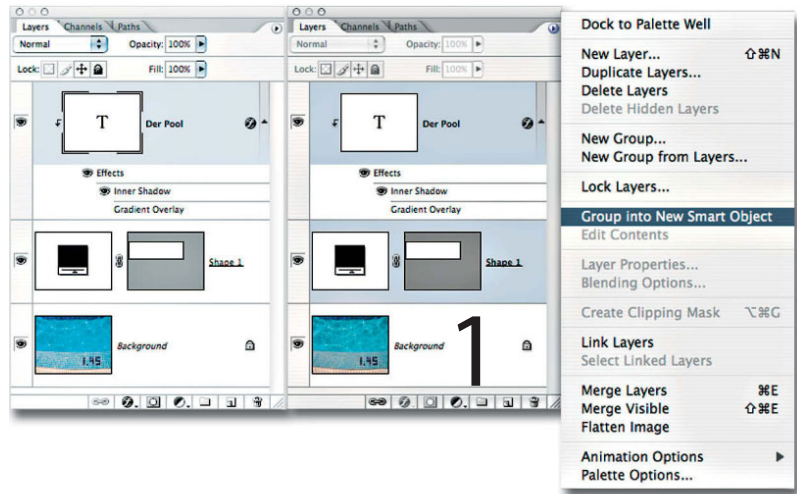 Layers Channels Paths
Normal Opacity: 100%
Lock: Fill: 100%
T Der Pool
Effects
Inner Shadow
Gradient Overlay
Shape 1
1.45 Background
Layers Channels Paths
Normal Opacity: 100%
Lock: Fill: 100%
T Der Pool
Effects
Inner Shadow
Gradient Overlay
Shape 1
1.45 Background
1
Dock to Palette Well
New Layer... ⇧⌘N
Duplicate Layers...
Delete Layers
Delete Hidden Layers
New Group...
New Group from Layers...
Lock Layers...
Group into New Smart Object
Edit Contents
Layer Properties...
Blending Options...
Create Clipping Mask ⌥⌘G
Link Layers
Select Linked Layers
Merge Layers ⌘E
Merge Visible ⇧⌘E
Flatten Image
Animation Options
Palette Options...